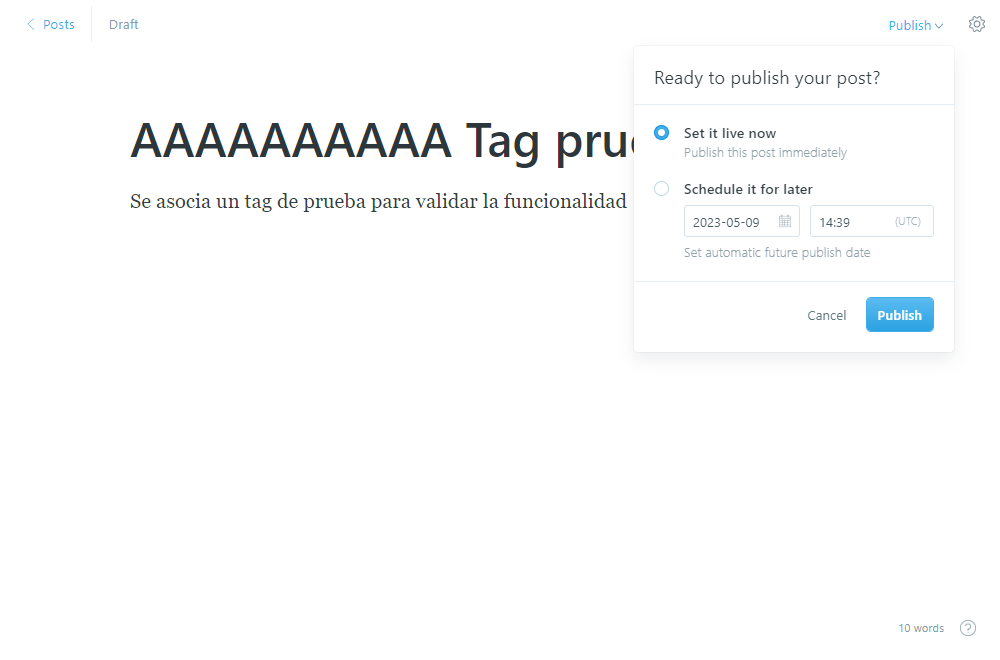 Posts
Draft
Publish
Ready to publish your post?
AAAAAAAAAA Tag
Set it live now
Publish this post immediately
Schedule it for later
Se asocia un tag de prueba para validar la funcionalidad
2023-05-09
14:39
(UTC)
Set automatic future publish date
Cancel
Publish
10 words
?